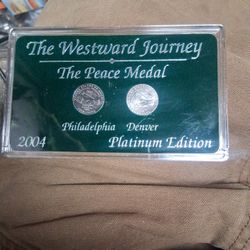 The Westward Journey
The Peace Medal
Philadelphia Denver
2004 Platinum Edition